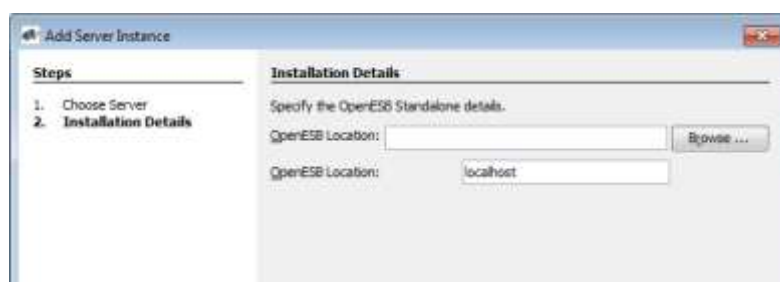 Add Server Instance
Steps
1. Choose Server
2. Installation Details
Installation Details
Specify the OpenESB Standalone details.
OpenESB Location:
Browse ...
OpenESB Location:
localhost